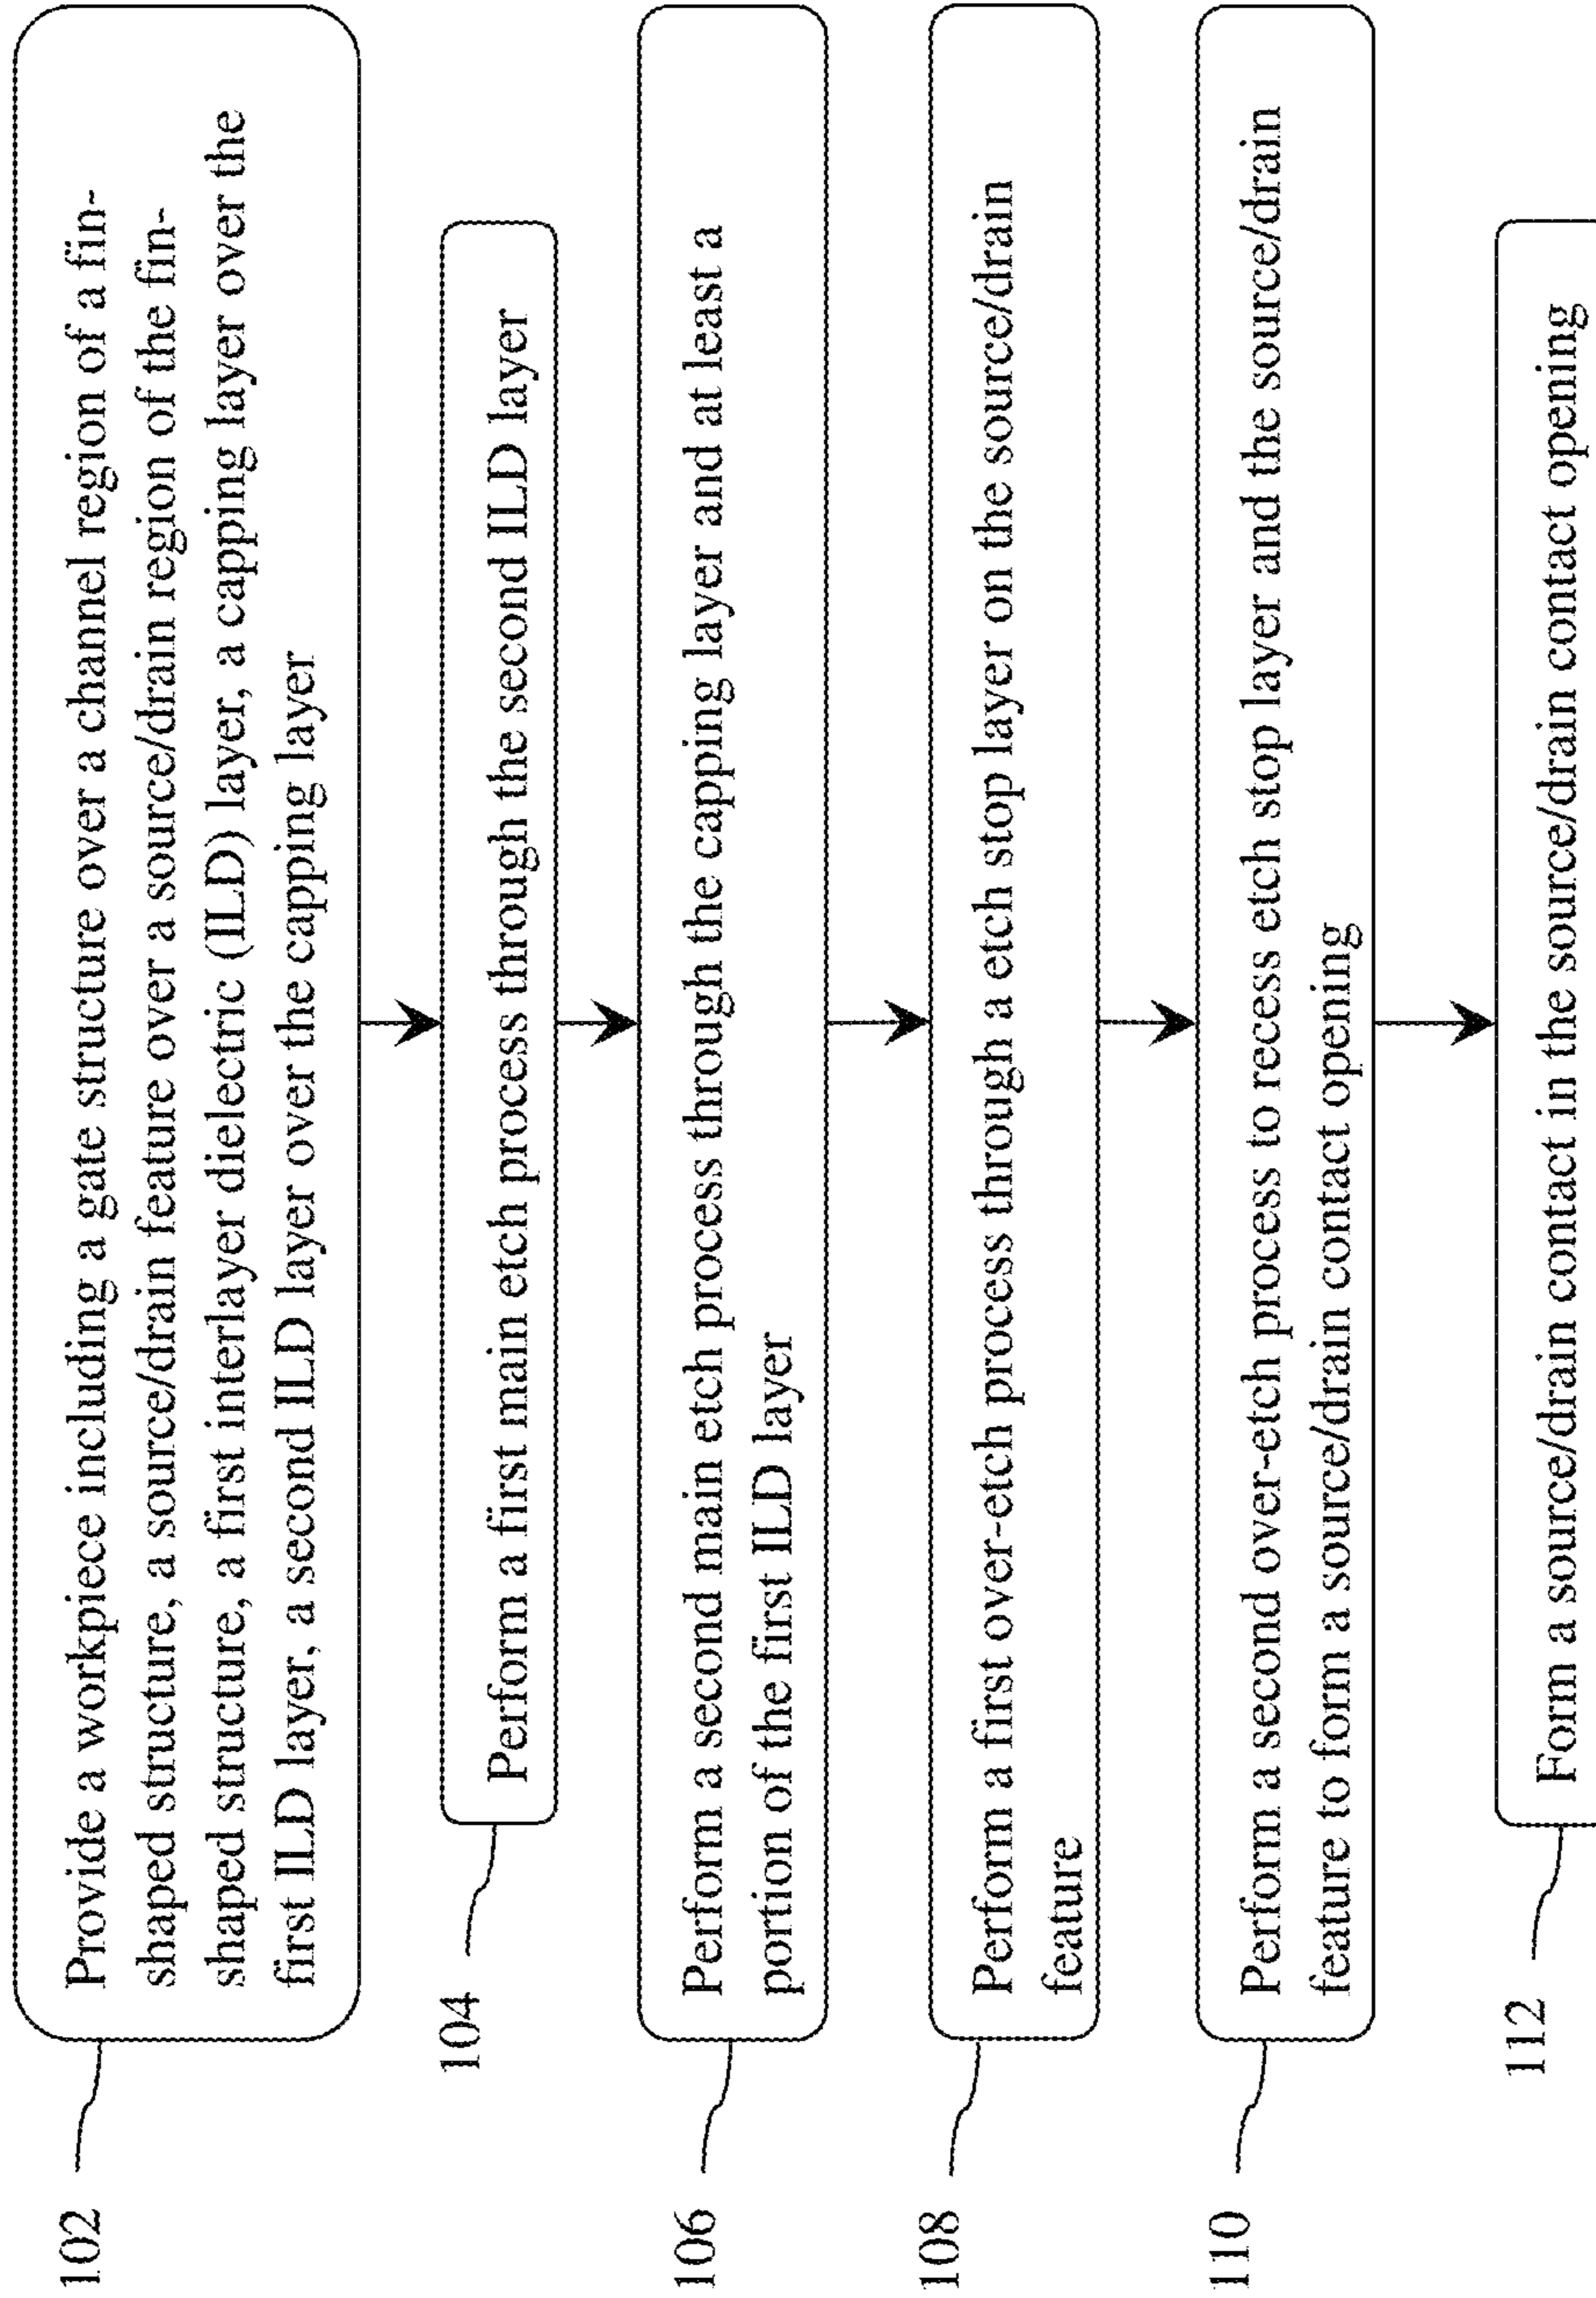 102
Provide a workpiece including a gate structure over a channel region of a fin-
shaped structure, a source/drain feature over a source/drain region of the fin-
shaped structure, a first interlayer dielectric (ILD) layer, a capping layer over the
first ILD layer, a second ILD layer over the capping layer
104
Perform a first main etch process through the second ILD layer
106
Perform a second main etch process through the capping layer and at least a
portion of the first ILD layer
108
Perform a first over-etch process through a etch stop layer on the source/drain
feature
110
Perform a second over-etch process to recess etch stop layer and the source/drain
feature to form a source/drain contact opening
112
Form a source/drain contact in the source/drain contact opening